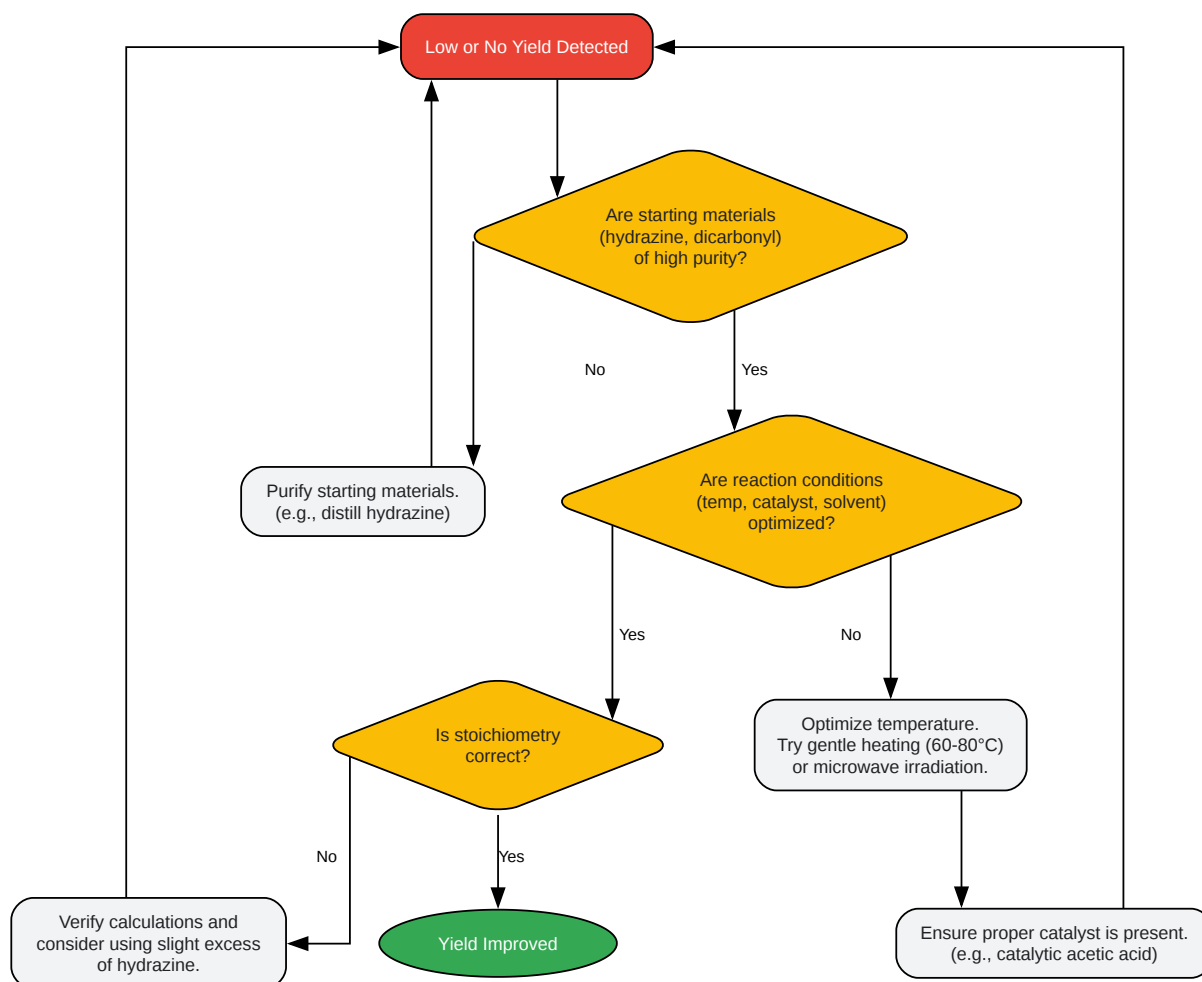 Low or No Yield Detected
Are starting materials
(hydrazine, dicarbonyl)
of high purity?
No
Yes
Purify starting materials.
(e.g., distill hydrazine)
Are reaction conditions
(temp, catalyst, solvent)
optimized?
Yes
No
Is stoichiometry
correct?
Optimize temperature.
Try gentle heating (60-80°C)
or microwave irradiation.
No
Yes
Verify calculations and
consider using slight excess
of hydrazine.
Yield Improved
Ensure proper catalyst is present.
(e.g., catalytic acetic acid)